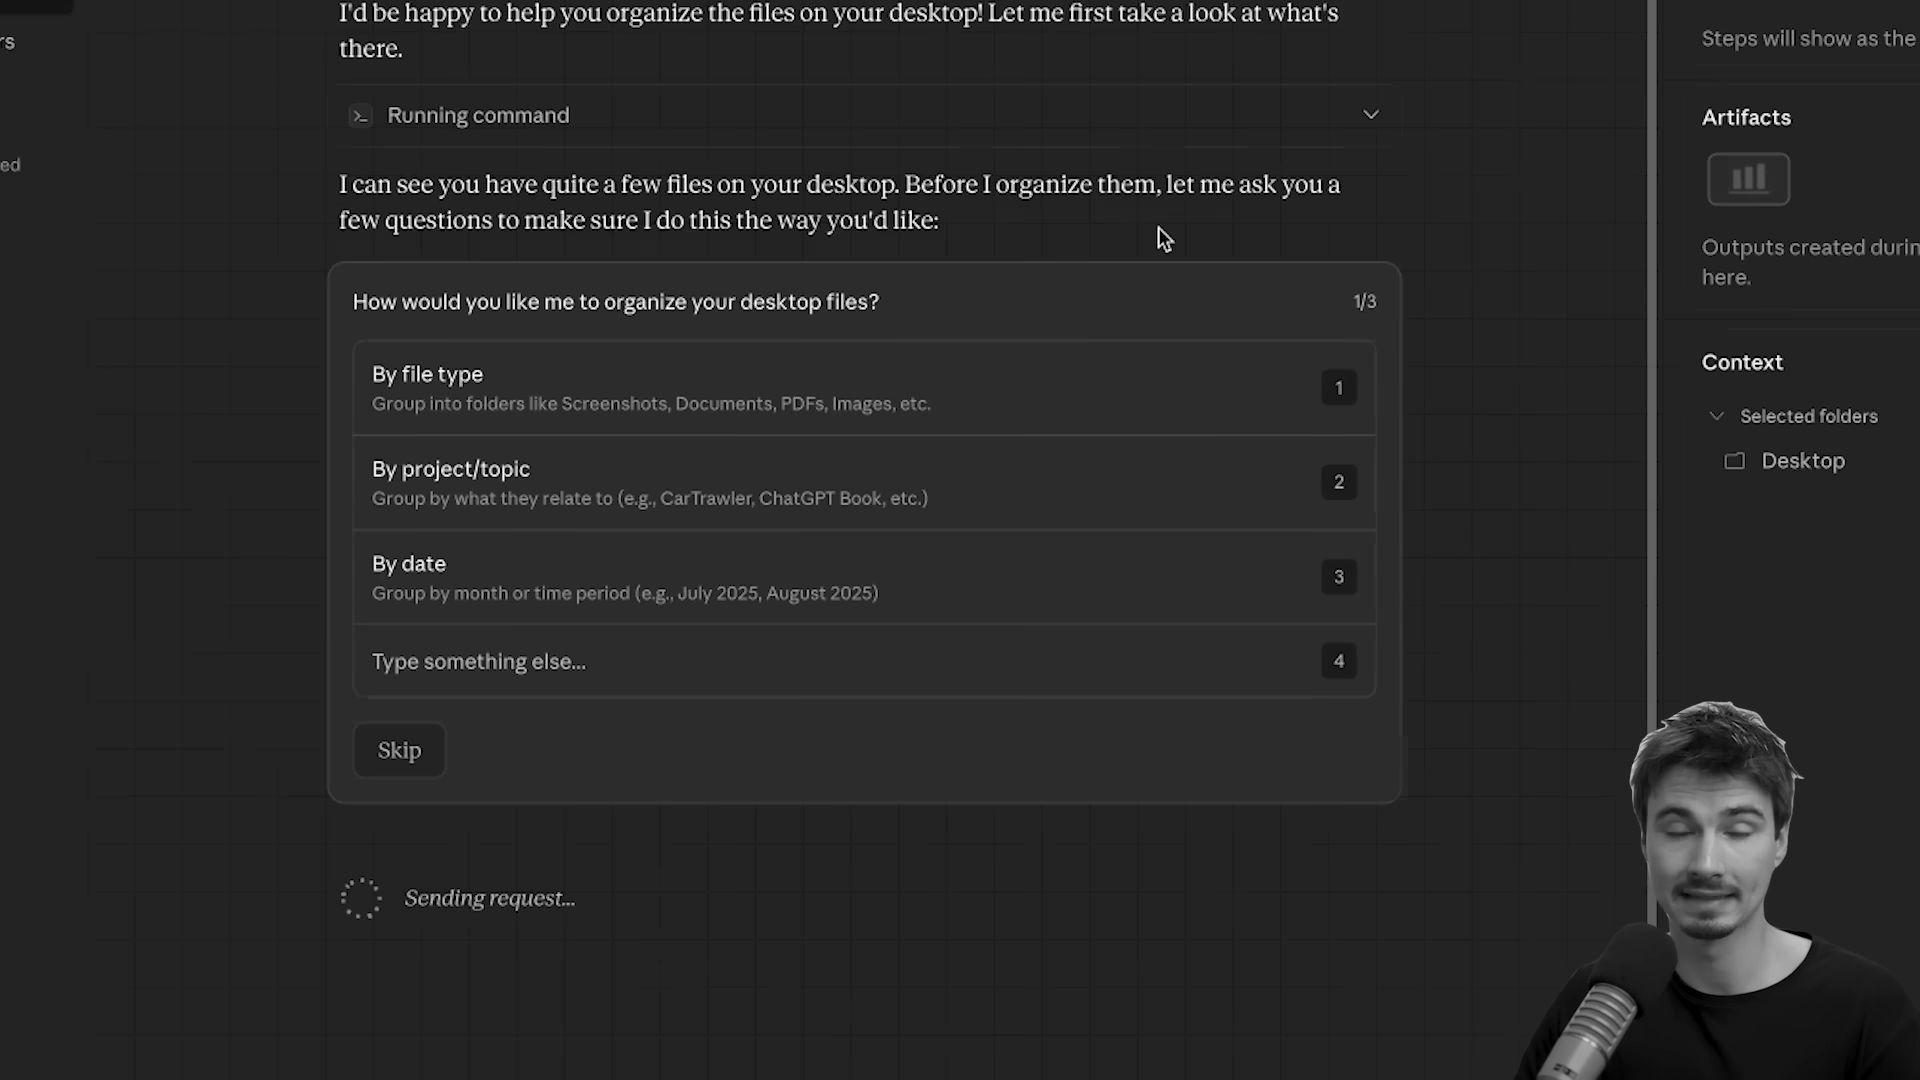 I'd be happy to help you organize the files on your desktop! Let me first take a look at what's
there.
Running command
I can see you have quite a few files on your desktop. Before I organize them, let me ask you a
few questions to make sure I do this the way you'd like:
How would you like me to organize your desktop files?
1/3
By file type
Group into folders like Screenshots, Documents, PDFs, Images, etc.
1
By project/topic
Group by what they relate to (e.g., CarTrawler, ChatGPT Book, etc.)
2
By date
Group by month or time period (e.g., July 2025, August 2025)
3
Type something else...
4
Skip
Sending request...
rs
ed
Steps will show as the
Artifacts
Outputs created durin
here.
Context
Selected folders
Desktop